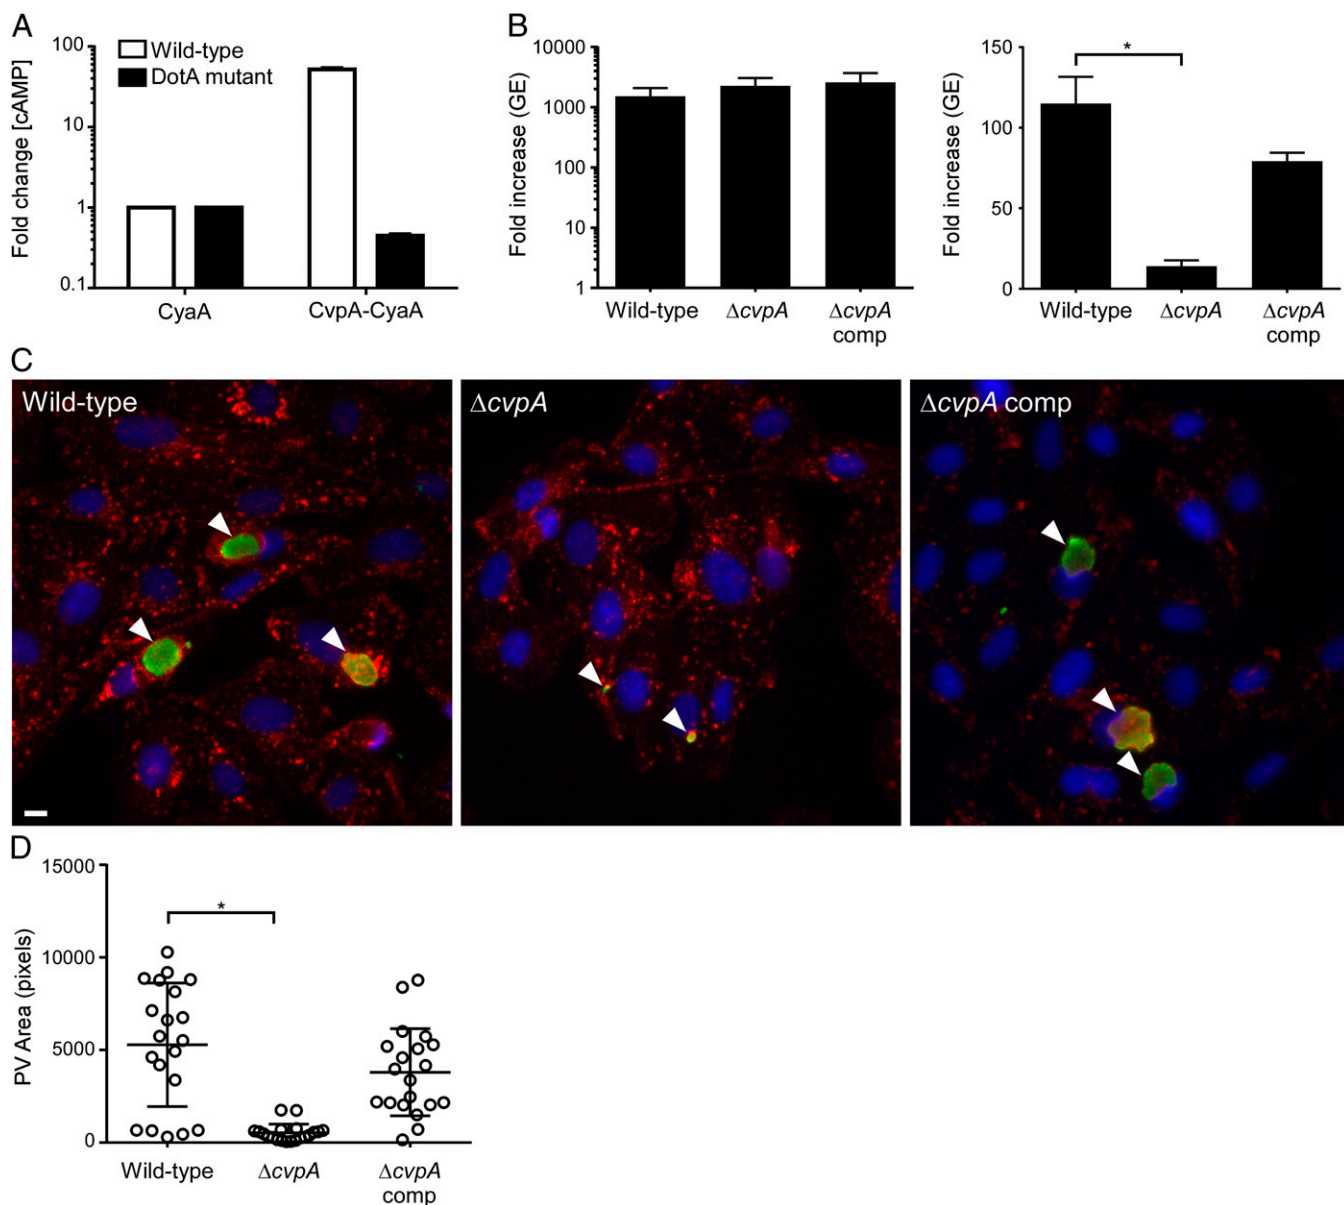 A
100
10
1
0.1
Fold change [cAMP]
Wild-type
DotA mutant
CyaA
CvpA-CyaA
B
10000
1000
100
10
1
Fold increase (GE)
Wild-type
ΔcvpA
ΔcvpA
comp
150
100
50
0
Fold increase (GE)
*
Wild-type
ΔcvpA
ΔcvpA
comp
C
Wild-type
ΔcvpA
ΔcvpA comp
D
15000
10000
5000
0
PV Area (pixels)
*
Wild-type
ΔcvpA
ΔcvpA
comp